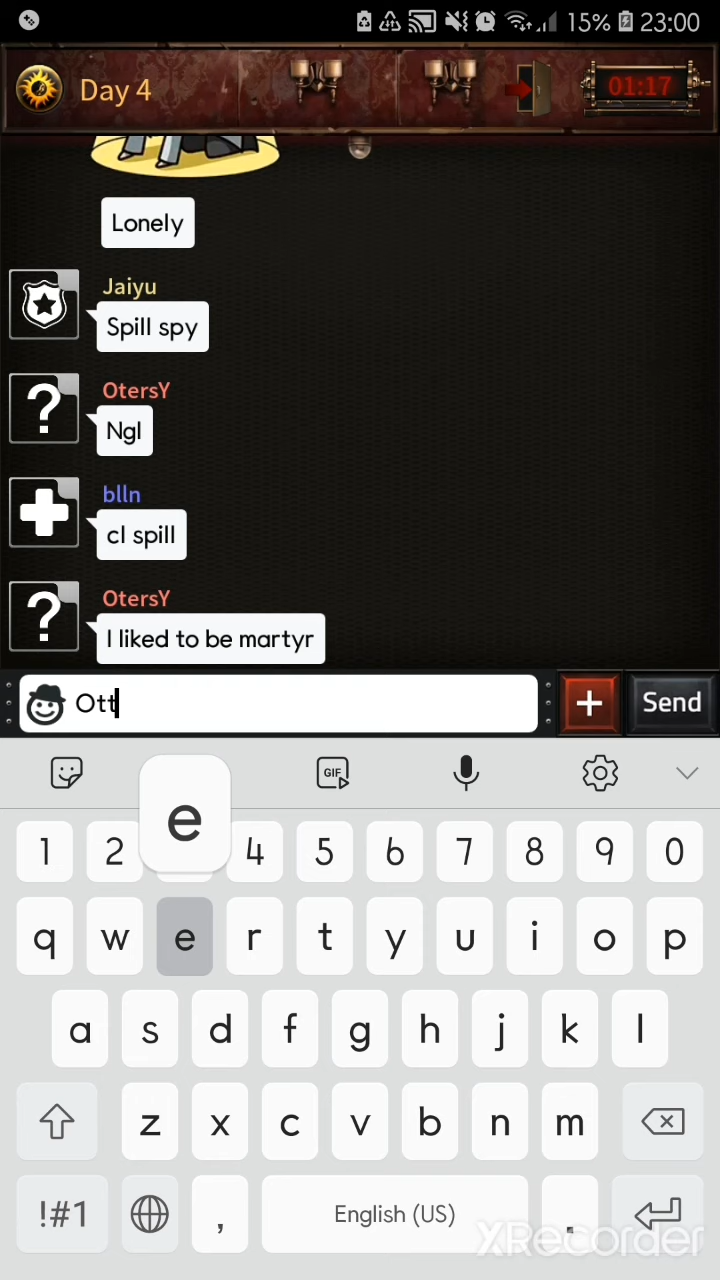 15% 23:00
Day 4
01:17
Lonely
Jaiyu
Spill spy
OtersY
Ngl
blln
cl spill
OtersY
I liked to be martyr
Ott
Send
GIF
e
1 2 4 5 6 7 8 9 0
q w e r t y u i o p
a s d f g h j k l
z x c v b n m
!#1 , English (US) .
XRecorder